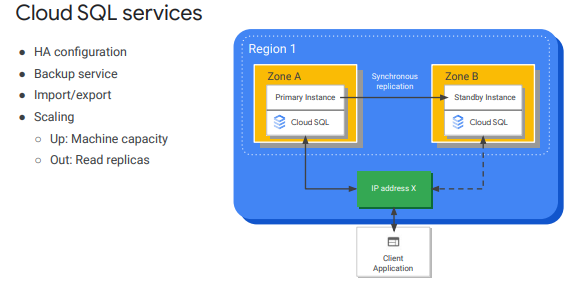 Cloud SQL services
● HA configuration
● Backup service
● Import/export
● Scaling
○ Up: Machine capacity
○ Out: Read replicas
Region 1
Zone A
Primary Instance
Cloud SQL
Synchronous
replication
Zone B
Standby Instance
Cloud SQL
IP address X
Client
Application